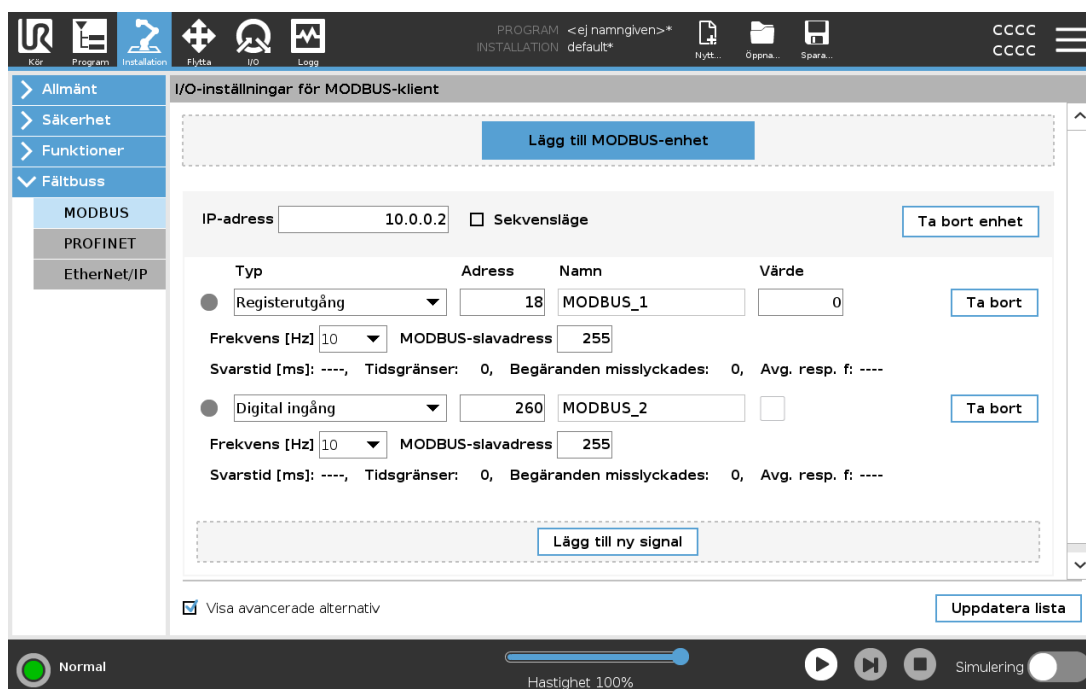 UR
PROGRAM <ej namngiven>*
INSTALLATION default*
CCCC
CCCC
Kör Program Installation Flytta I/O Logg Nytt... Öppna... Spara...
Allmänt
Säkerhet
Funktioner
Fältbuss
MODBUS
PROFINET
EtherNet/IP
I/O-inställningar för MODBUS-klient
Lägg till MODBUS-enhet
IP-adress 10.0.0.2 Sekvensläge Ta bort enhet
Typ Adress Namn Värde
Registerutgång 18 MODBUS_1 0 Ta bort
Frekvens [Hz] 10 MODBUS-slavadress 255
Svarstid [ms]: ----, Tidsgränser: 0, Begäranden misslyckades: 0, Avg. resp. f: ----
Digital ingång 260 MODBUS_2 Ta bort
Frekvens [Hz] 10 MODBUS-slavadress 255
Svarstid [ms]: ----, Tidsgränser: 0, Begäranden misslyckades: 0, Avg. resp. f: ----
Lägg till ny signal
Visa avancerade alternativ Uppdatera lista
Normal
Hastighet 100%
Simulering